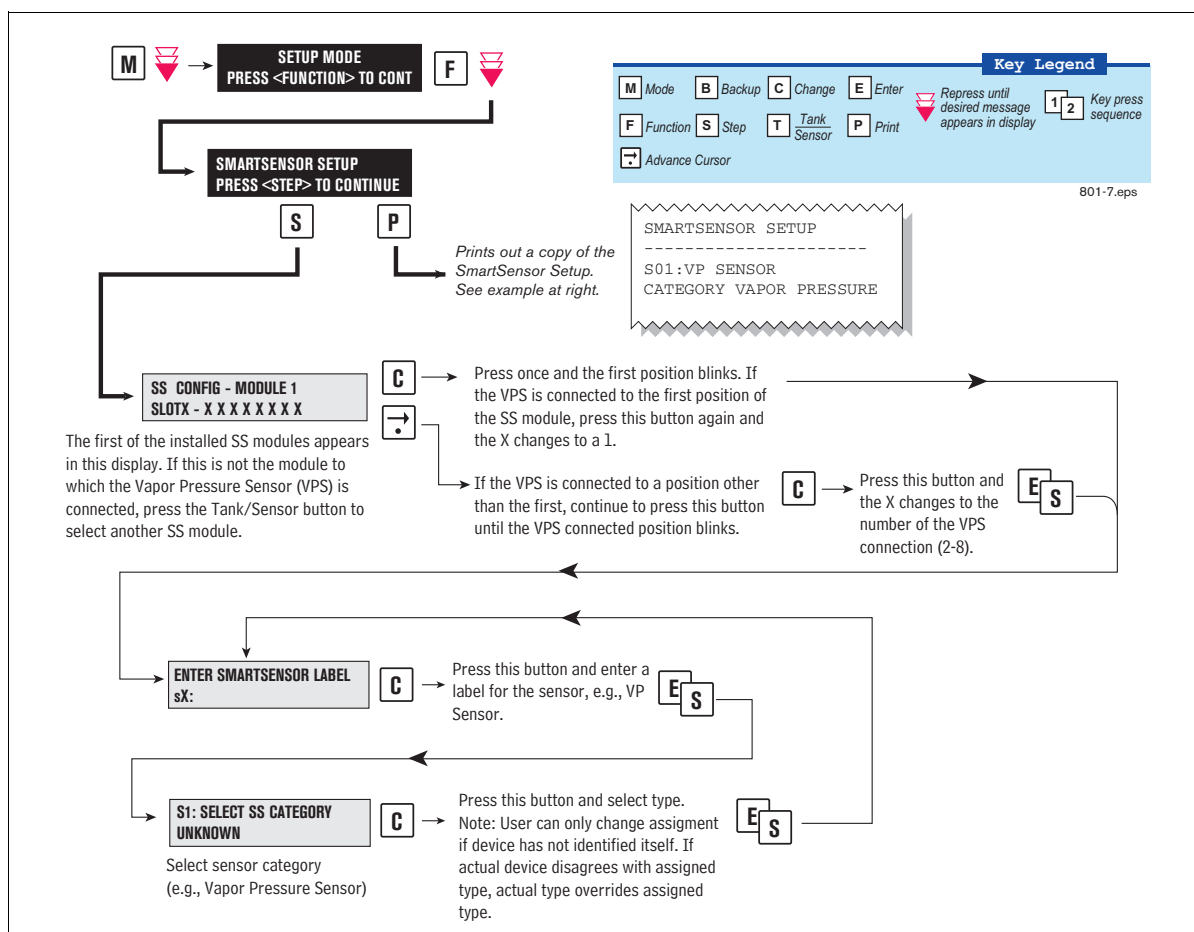 M
SETUP MODE
PRESS <FUNCTION> TO CONT
F
Key Legend
M Mode
B Backup
C Change
E Enter
Repress until
desired message
appears in display
1 2
Key press
sequence
F Function
S Step
T Tank
Sensor
P Print
Advance Cursor
801-7.eps
SMARTSENSOR SETUP
PRESS <STEP> TO CONTINUE
S
P
Prints out a copy of the
SmartSensor Setup.
See example at right.
SMARTSENSOR SETUP
----------------------
S01:VP SENSOR
CATEGORY VAPOR PRESSURE
SS CONFIG - MODULE 1
SLOTX - X X X X X X X X
The first of the installed SS modules appears
in this display. If this is not the module to
which the Vapor Pressure Sensor (VPS) is
connected, press the Tank/Sensor button to
select another SS module.
C
Press once and the first position blinks. If
the VPS is connected to the first position of
the SS module, press this button again and
the X changes to a 1.
If the VPS is connected to a position other
than the first, continue to press this button
until the VPS connected position blinks.
C
Press this button and
the X changes to the
number of the VPS
connection (2-8).
E S
ENTER SMARTSENSOR LABEL
sX:
C
Press this button and enter a
label for the sensor, e.g., VP
Sensor.
E S
S1: SELECT SS CATEGORY
UNKNOWN
Select sensor category
(e.g., Vapor Pressure Sensor)
C
Press this button and select type.
Note: User can only change assigment
if device has not identified itself. If
actual device disagrees with assigned
type, actual type overrides assigned
type.
E S